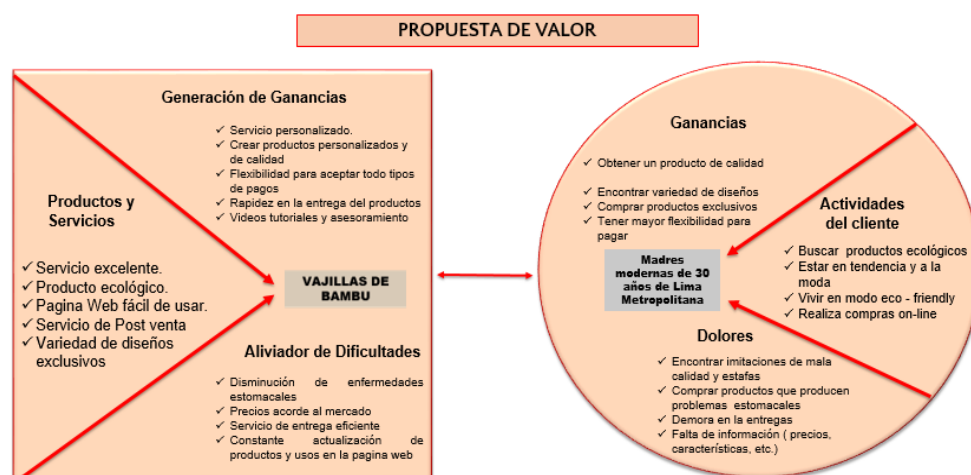 PROPUESTA DE VALOR
Generación de Ganancias
✓ Servicio personalizado.
✓ Crear productos personalizados y
de calidad
✓ Flexibilidad para aceptar todo tipos
de pagos
✓ Rapidez en la entrega del productos
✓ Videos tutoriales y asesoramiento
Productos y
Servicios
✓ Servicio excelente.
✓ Producto ecológico.
✓ Pagina Web fácil de usar.
✓ Servicio de Post venta
✓ Variedad de diseños
exclusivos
VAJILLAS DE
BAMBU
Aliviador de Dificultades
✓ Disminución de enfermedades
estomacales
✓ Precios acorde al mercado
✓ Servicio de entrega eficiente
✓ Constante actualización de
productos y usos en la pagina web
Ganancias
✓ Obtener un producto de calidad
✓ Encontrar variedad de diseños
✓ Comprar productos exclusivos
✓ Tener mayor flexibilidad para
pagar
Madres
modernas de 30
años de Lima
Metropolitana
Actividades
del cliente
✓ Buscar productos ecológicos
✓ Estar en tendencia y a la
moda
✓ Vivir en modo eco - friendly
✓ Realiza compras on-line
Dolores
✓ Encontrar imitaciones de mala
calidad y estafas
✓ Comprar productos que producen
problemas estomacales
✓ Demora en la entregas
✓ Falta de información ( precios,
características, etc.)